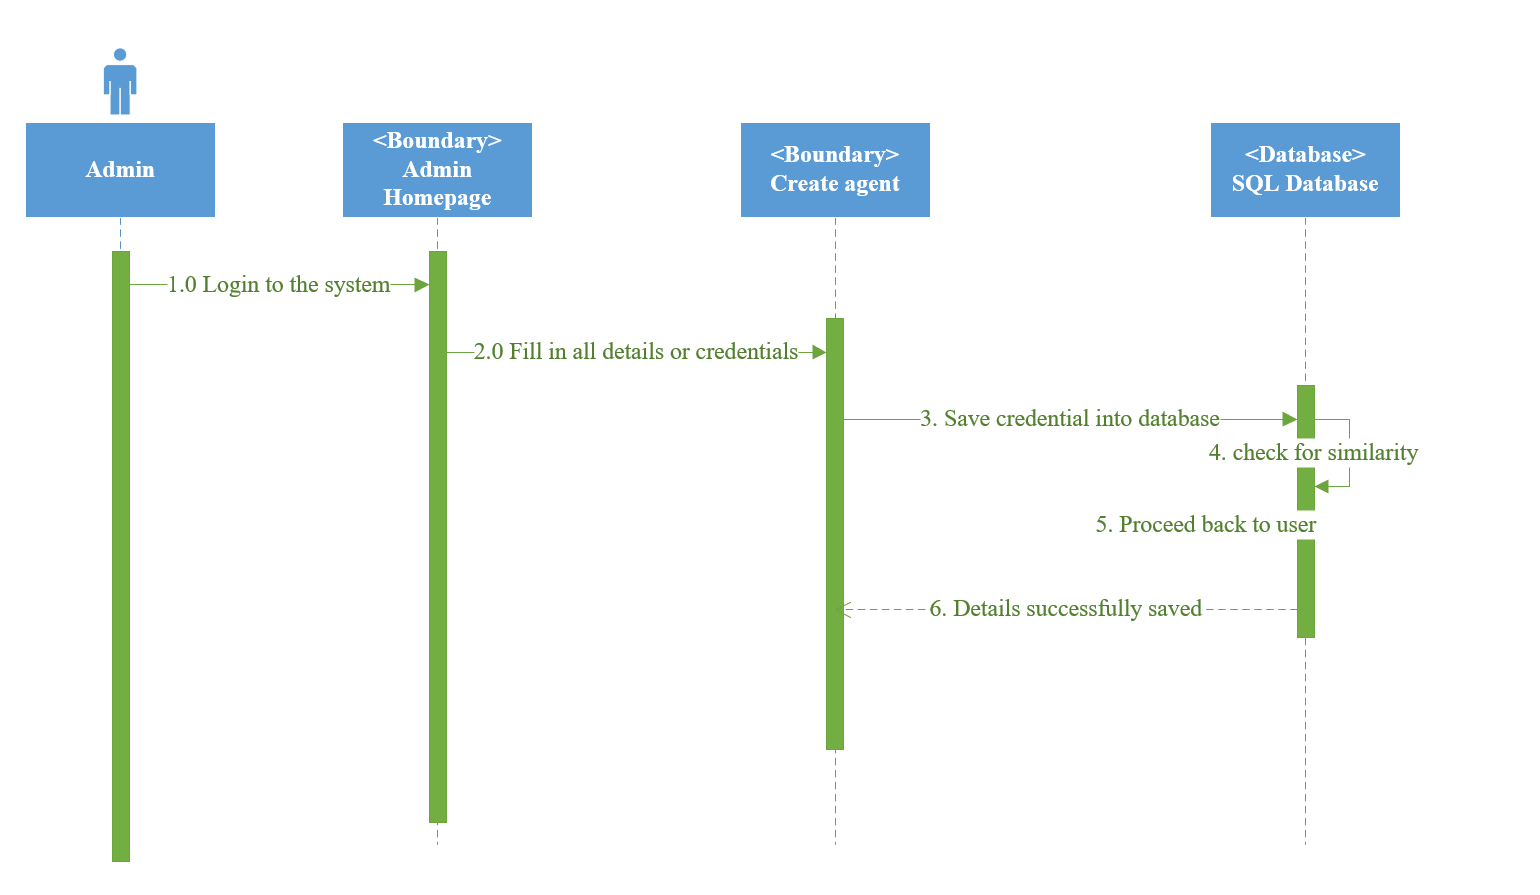 Admin
<Boundary>
Admin
Homepage
<Boundary>
Create agent
<Database>
SQL Database
1.0 Login to the system
2.0 Fill in all details or credentials
3. Save credential into database
4. check for similarity
5. Proceed back to user
6. Details successfully saved